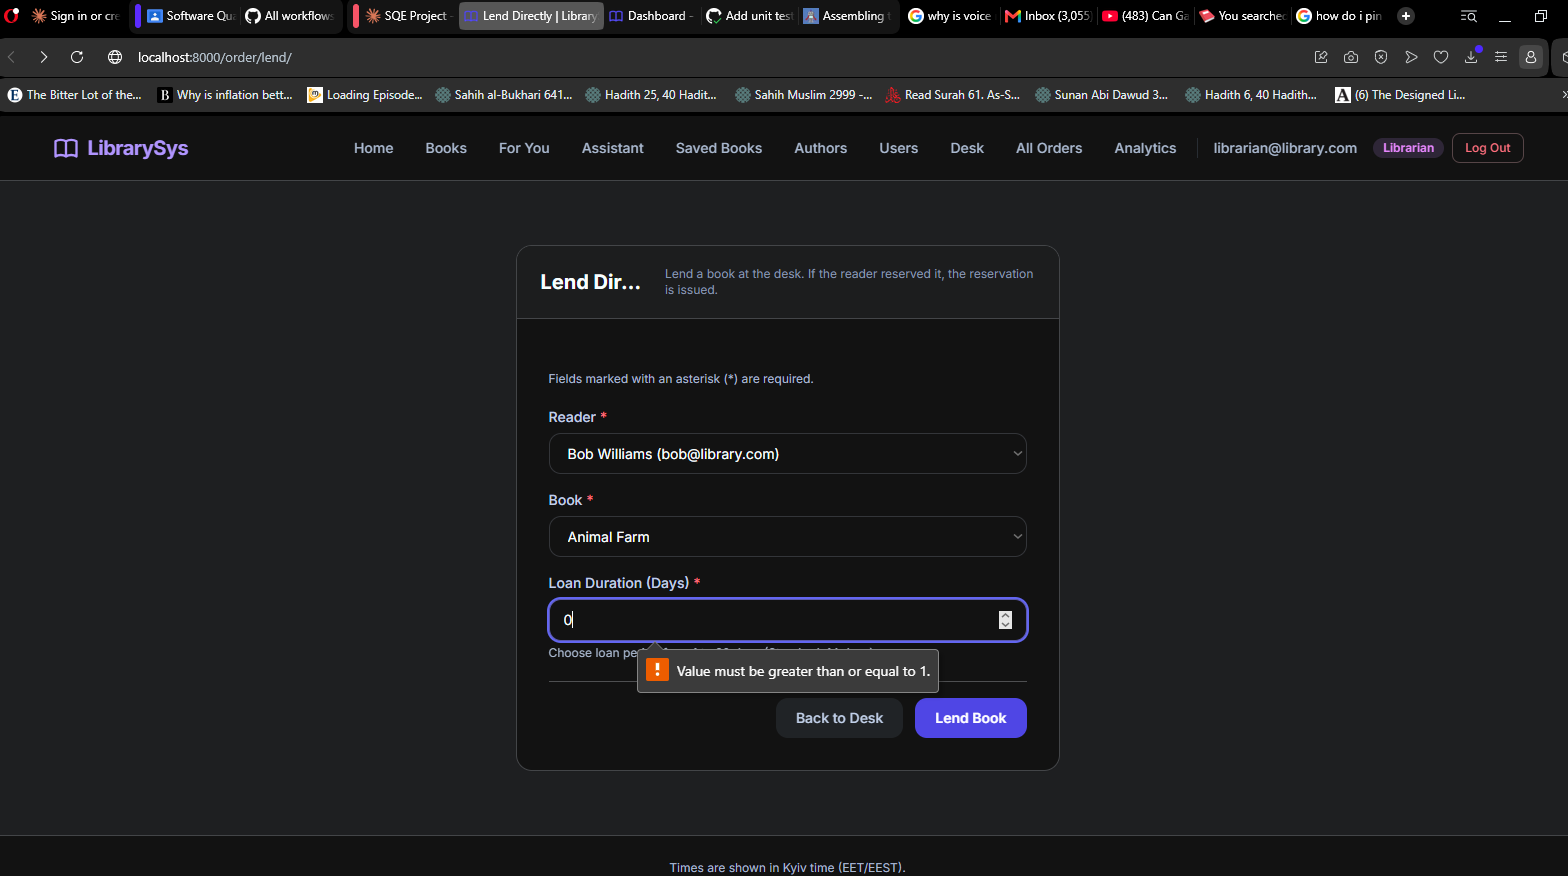 Sign in or cre
Software Qua
All workflows
SQE Project -
Lend Directly | Library
Dashboard -
Add unit test
Assembling
why is voice
Inbox (3,055
(483) Can Ga
You searched
how do i pin
localhost:8000/order/lend/
The Bitter Lot of the...
Why is inflation bett...
Loading Episode...
Sahih al-Bukhari 641...
Hadith 25, 40 Hadit...
Sahih Muslim 2999 -...
Read Surah 61. As-S...
Sunan Abi Dawud 3...
Hadith 6, 40 Hadith...
(6) The Designed Li...
LibrarySys
Home
Books
For You
Assistant
Saved Books
Authors
Users
Desk
All Orders
Analytics
librarian@library.com
Librarian
Log Out
Lend Dir...
Lend a book at the desk. If the reader reserved it, the reservation
is issued.
Fields marked with an asterisk (*) are required.
Reader *
Bob Williams (bob@library.com)
Book *
Animal Farm
Loan Duration (Days) *
0
Choose loan pe
Value must be greater than or equal to 1.
Back to Desk
Lend Book
Times are shown in Kyiv time (EET/EEST).